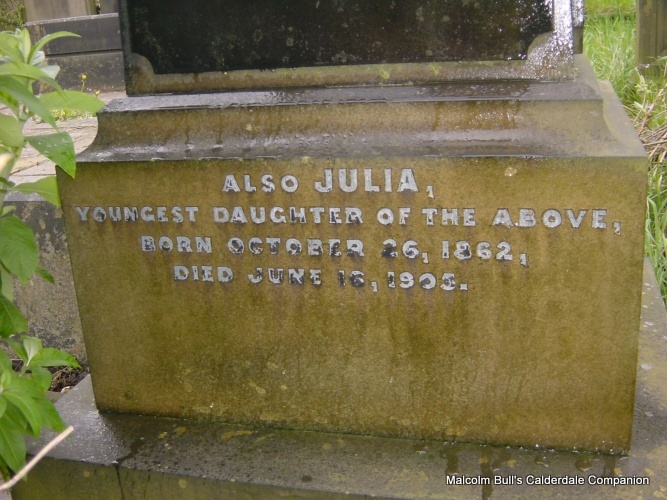 ALSO JULIA,
YOUNGEST DAUGHTER OF THE ABOVE,
BORN OCTOBER 26, 1862,
DIED JUNE 16, 1905.
Malcolm Bull's Calderdale Companion